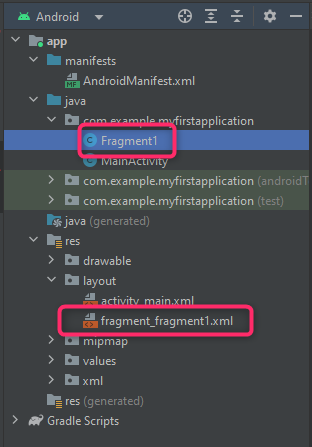 Android
app
manifests
AndroidManifest.xml
java
com.example.myfirstapplication
Fragment1
MainActivity
com.example.myfirstapplication (androidT
com.example.myfirstapplication (test)
java (generated)
res
drawable
layout
activity_main.xml
fragment_fragment1.xml
mipmap
values
xml
res (generated)
Gradle Scripts